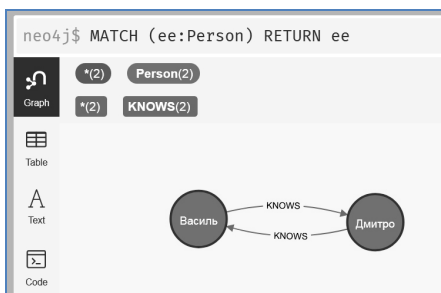 neo4j$ MATCH (ee:Person) RETURN ee
*(2) Person(2)
Graph
*(2) KNOWS(2)
Table
A
Text
Василь
KNOWS
KNOWS
Дмитро
Code